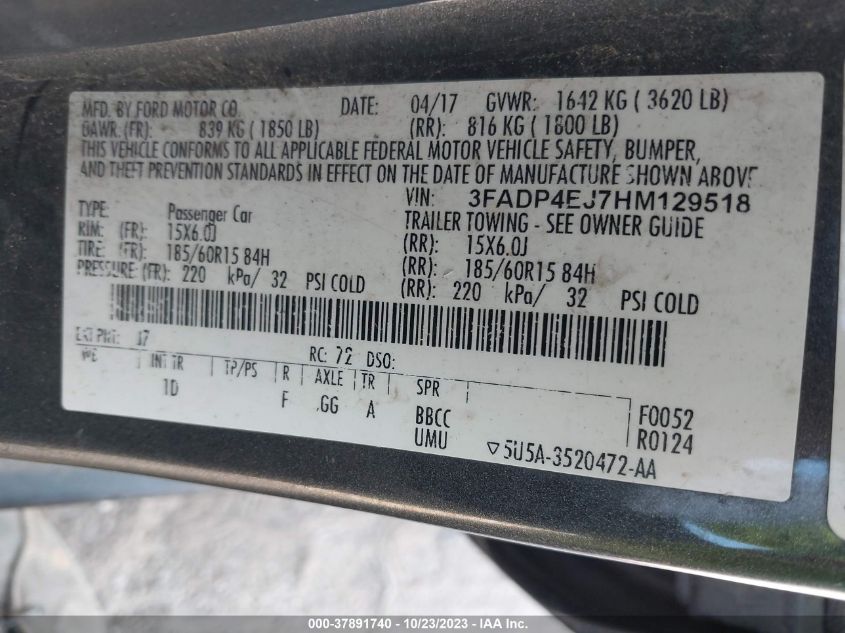 MFD. BY FORD MOTOR CO. DATE: 04/17 GVWR: 1642 KG ( 3620 LB)
GAWR: (FR): 839 KG ( 1850 LB) (RR): 816 KG ( 1800 LB)
THIS VEHICLE CONFORMS TO ALL APPLICABLE FEDERAL MOTOR VEHICLE SAFETY, BUMPER,
AND THEFT PREVENTION STANDARDS IN EFFECT ON THE DATE OF MANUFACTURE SHOWN ABOVE
VIN: 3FADP4EJ7HM129518
TYPE: Passenger Car TRAILER TOWING - SEE OWNER GUIDE
RIM: (FR): 15X6.0J (RR): 15X6.0J
TIRE: (FR): 185/60R15 84H (RR): 185/60R15 84H
PRESSURE: (FR): 220 kPa/ 32 PSI COLD (RR): 220 kPa/ 32 PSI COLD
EXT PNT: J7 RC: 72 DSO:
INT TR TP/PS R AXLE TR SPR
1D F GG A BBCC F0052
UMU R0124
▽5U5A-3520472-AA
000-37891740 - 10/23/2023 - IAA Inc.